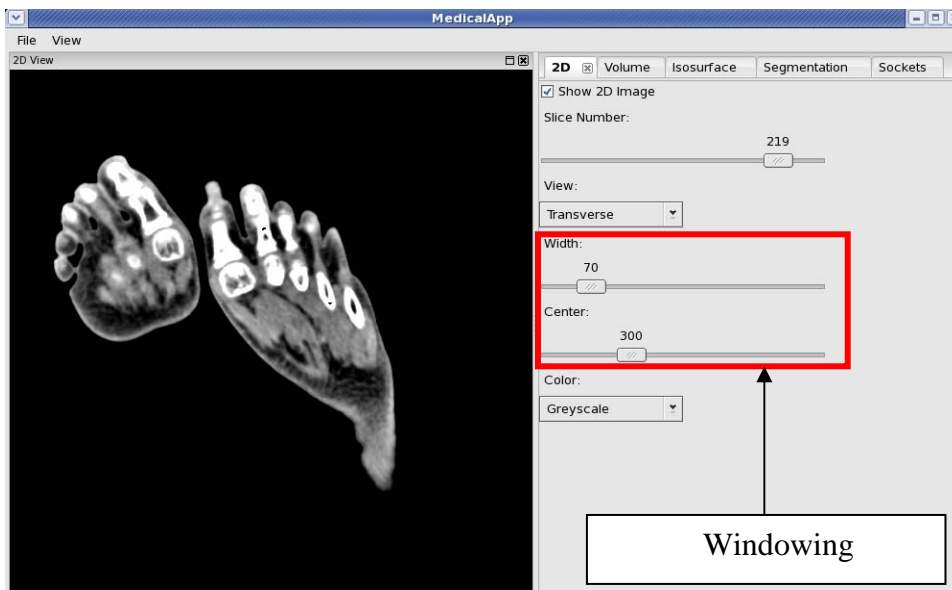 MedicalApp
File View
2D View
2D Volume Isosurface Segmentation Sockets
Show 2D Image
Slice Number:
219
View:
Transverse
Width:
70
Center:
300
Color:
Greyscale
Windowing